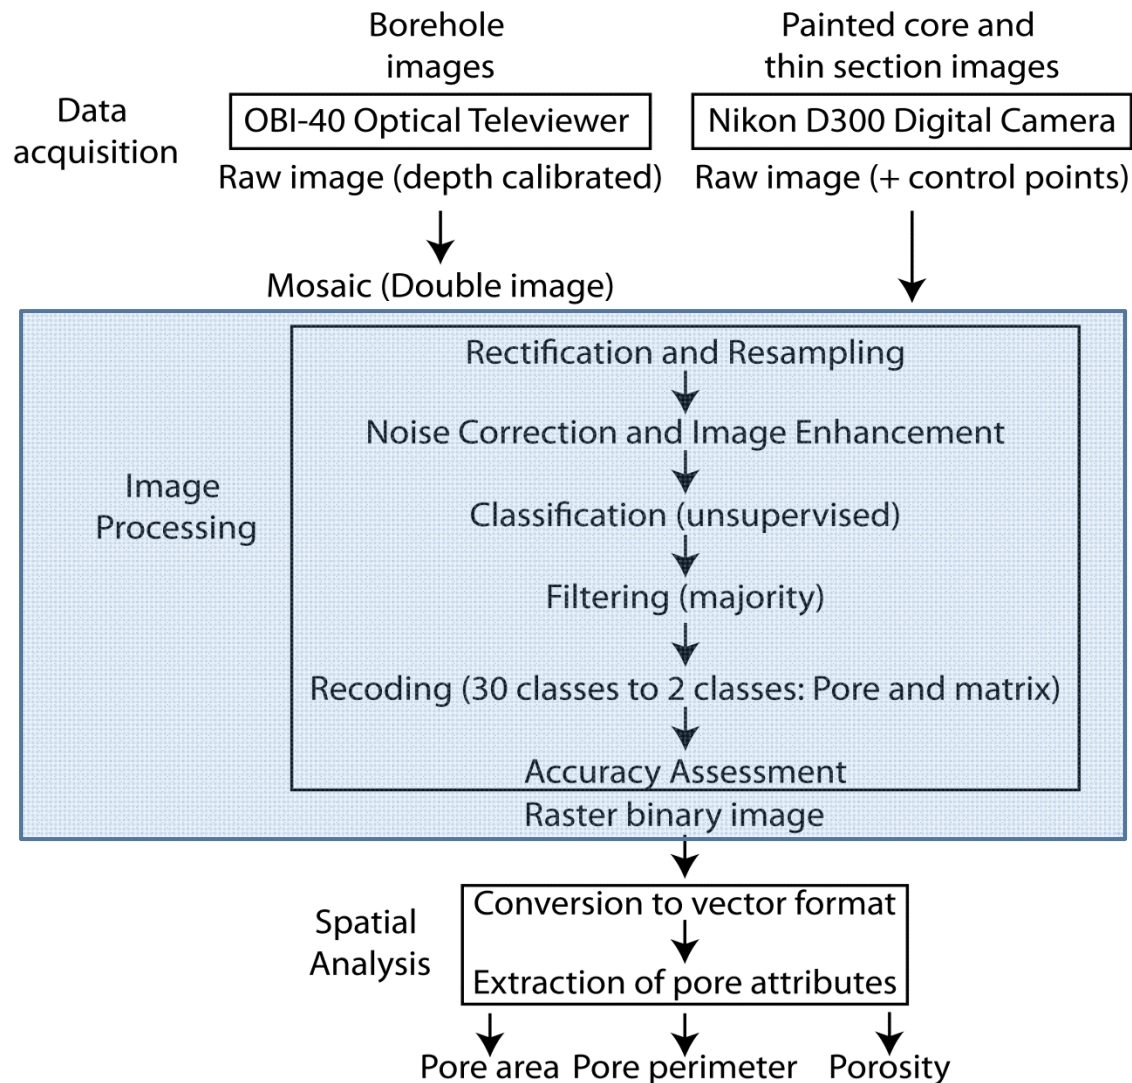 Borehole
images
Painted core and
thin section images
Data
acquisition
OBI-40 Optical Televiewer
Nikon D300 Digital Camera
Raw image (depth calibrated)
Raw image (+ control points)
Mosaic (Double image)
Image
Processing
Rectification and Resampling
Noise Correction and Image Enhancement
Classification (unsupervised)
Filtering (majority)
Recoding (30 classes to 2 classes: Pore and matrix)
Accuracy Assessment
Raster binary image
Spatial
Analysis
Conversion to vector format
Extraction of pore attributes
Pore area
Pore perimeter
Porosity